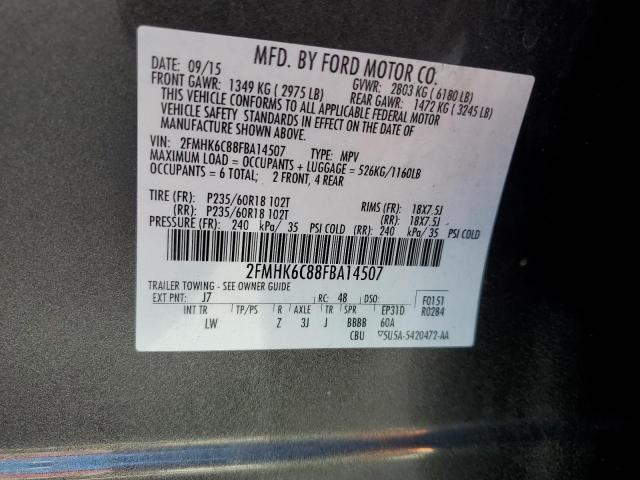 MFD. BY FORD MOTOR CO.
DATE: 09/15 GVWR: 2803 KG ( 6180 LB)
FRONT GAWR: 1349 KG ( 2975 LB) REAR GAWR: 1472 KG ( 3245 LB)
THIS VEHICLE CONFORMS TO ALL APPLICABLE FEDERAL MOTOR
VEHICLE SAFETY STANDARDS IN EFFECT ON THE DATE OF
MANUFACTURE SHOWN ABOVE.
VIN: 2FMHK6C88FBA14507 TYPE: MPV
MAXIMUM LOAD = OCCUPANTS + LUGGAGE = 526KG/1160LB
OCCUPANTS = 6 TOTAL; 2 FRONT, 4 REAR
TIRE (FR): P235/60R18 102T RIMS (FR): 18X7.5J
(RR): P235/60R18 102T (RR): 18X7.5J
PRESSURE (FR): 240 kPa/ 35 PSI COLD (RR): 240 kPa/ 35 PSI COLD
2FMHK6C88FBA14507
TRAILER TOWING - SEE OWNER GUIDE
EXT PNT: J7 RC: 48 DSO: F0151
INT TR TP/PS R AXLE TR SPR EP31D R0284
LW Z 3J J BBBB 60A
CBU 5U5A-5420472-AA